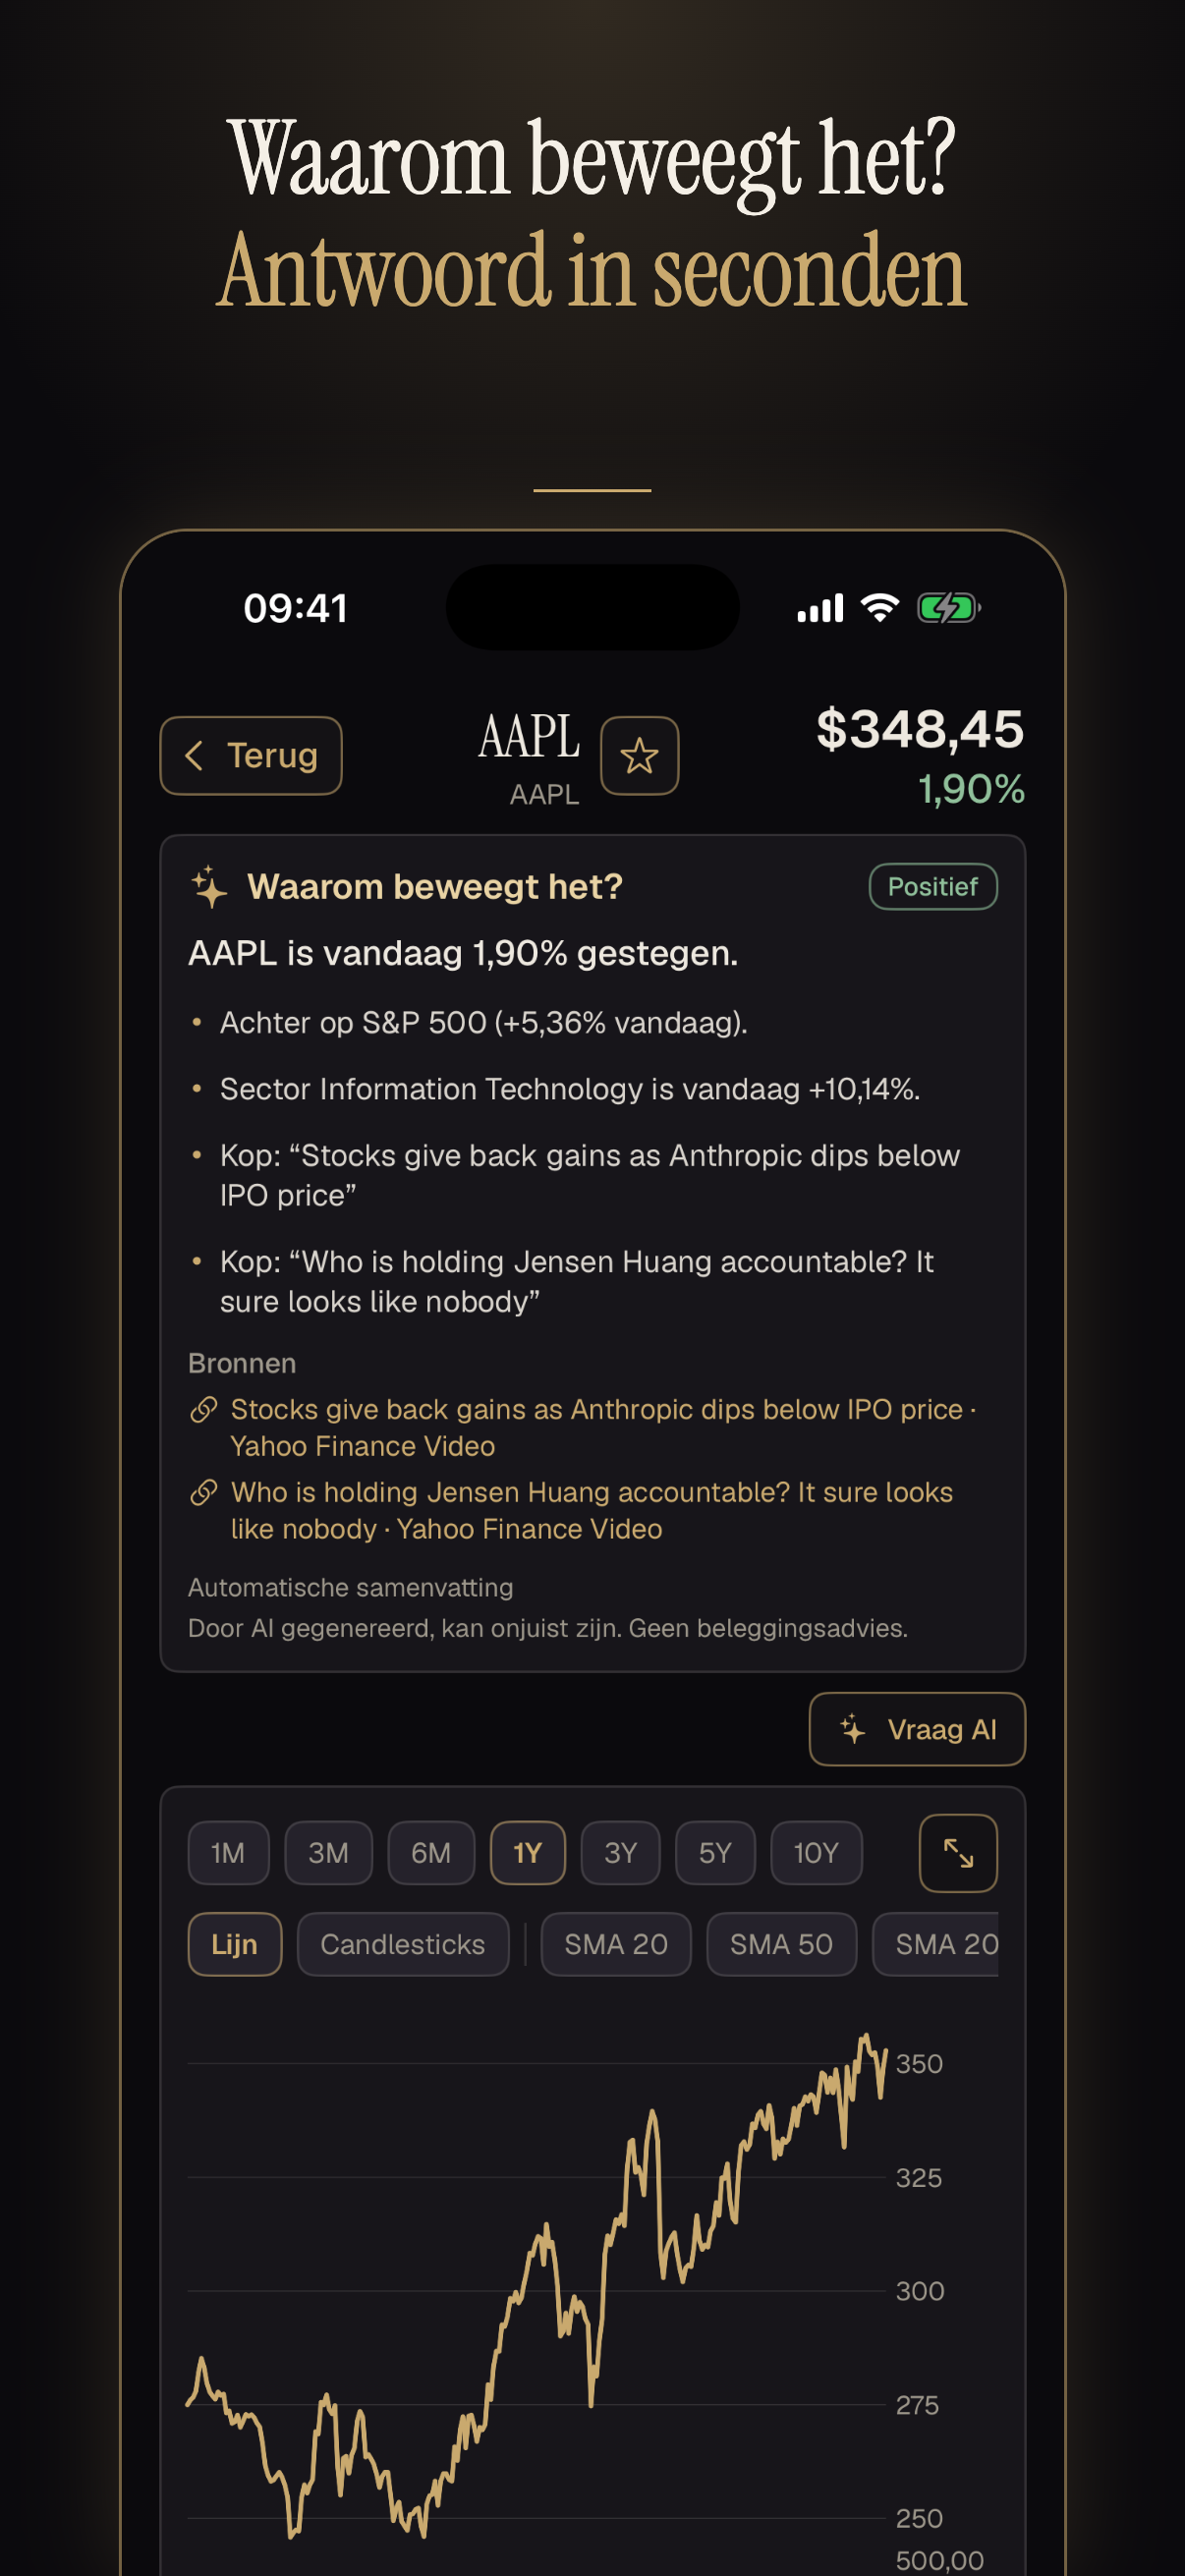 Waarom beweegt het?
Antwoord in seconden
09:41
Terug
AAPL
AAPL
$348,45
1,90%
Waarom beweegt het?
Positief
AAPL is vandaag 1,90% gestegen.
• Achter op S&P 500 (+5,36% vandaag).
• Sector Information Technology is vandaag +10,14%.
• Kop: “Stocks give back gains as Anthropic dips below
IPO price”
• Kop: “Who is holding Jensen Huang accountable? It
sure looks like nobody”
Bronnen
Stocks give back gains as Anthropic dips below IPO price ·
Yahoo Finance Video
Who is holding Jensen Huang accountable? It sure looks
like nobody · Yahoo Finance Video
Automatische samenvatting
Door AI gegenereerd, kan onjuist zijn. Geen beleggingsadvies.
Vraag AI
1M 3M 6M 1Y 3Y 5Y 10Y
Lijn Candlesticks SMA 20 SMA 50 SMA 20
350
325
300
275
250
500,00